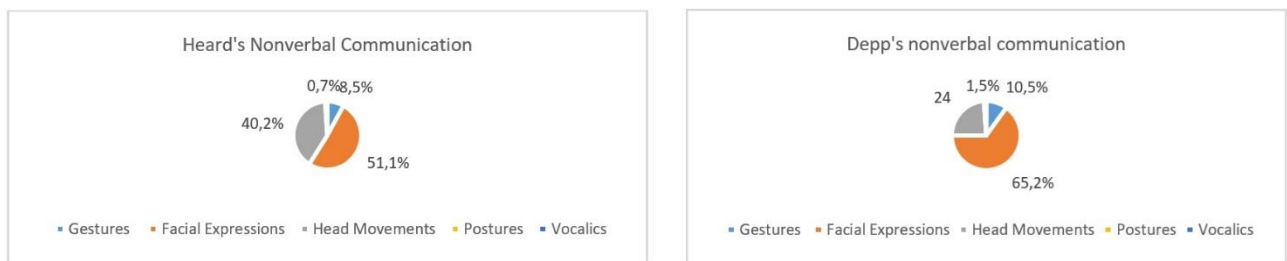 Heard's Nonverbal Communication
0,7%
8,5%
40,2%
51,1%
Gestures Facial Expressions Head Movements Postures Vocalics
Depp's nonverbal communication
1,5%
10,5%
24
65,2%
Gestures Facial Expressions Head Movements Postures Vocalics